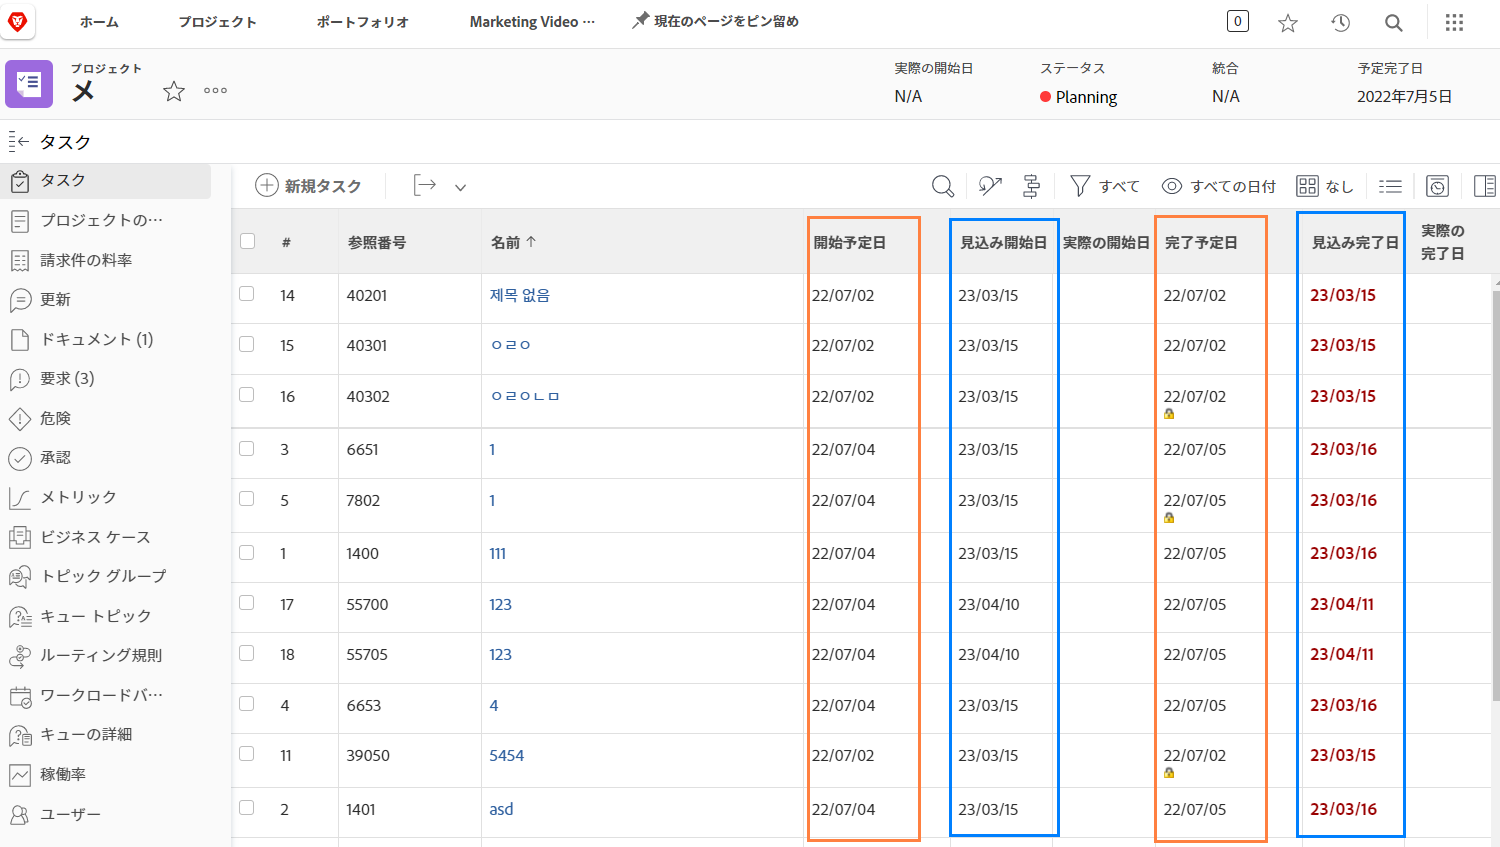 ホーム プロジェクト ポートフォリオ Marketing Video ··· 現在のページをピン留め 0
プロジェクト
メ
実際の開始日 ステータス 統合 予定完了日
N/A Planning N/A 2022年7月5日
タスク
タスク
プロジェクトの···
請求件の料率
更新
ドキュメント (1)
要求 (3)
危険
承認
メトリック
ビジネス ケース
トピック グループ
キュー トピック
ルーティング規則
ワークロードバ···
キューの詳細
稼働率
ユーザー
新規タスク すべて すべての日付 なし
# 参照番号 名前 ↑ 開始予定日 見込み開始日 実際の開始日 完了予定日 見込み完了日 実際の
完了日
14 40201 제목 없음 22/07/02 23/03/15 22/07/02 23/03/15
15 40301 ㅇㄹㅇ 22/07/02 23/03/15 22/07/02 23/03/15
16 40302 ㅇㄹㅇㄴㅁ 22/07/02 23/03/15 22/07/02 23/03/15
3 6651 1 22/07/04 23/03/15 22/07/05 23/03/16
5 7802 1 22/07/04 23/03/15 22/07/05 23/03/16
1 1400 111 22/07/04 23/03/15 22/07/05 23/03/16
17 55700 123 22/07/04 23/04/10 22/07/05 23/04/11
18 55705 123 22/07/04 23/04/10 22/07/05 23/04/11
4 6653 4 22/07/04 23/03/15 22/07/05 23/03/16
11 39050 5454 22/07/02 23/03/15 22/07/02 23/03/15
2 1401 asd 22/07/04 23/03/15 22/07/05 23/03/16